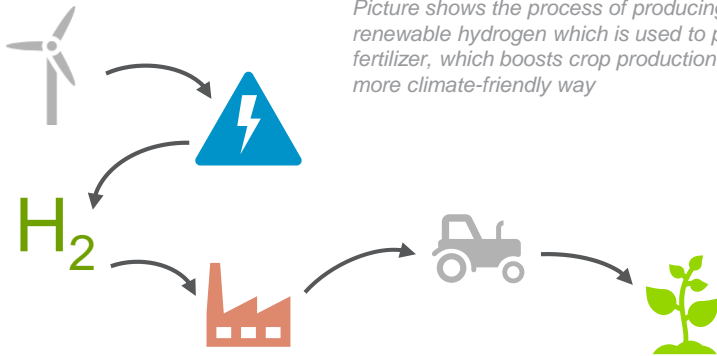 Picture shows the process of producing
renewable hydrogen which is used to
fertilizer, which boosts crop production
more climate-friendly way
H2